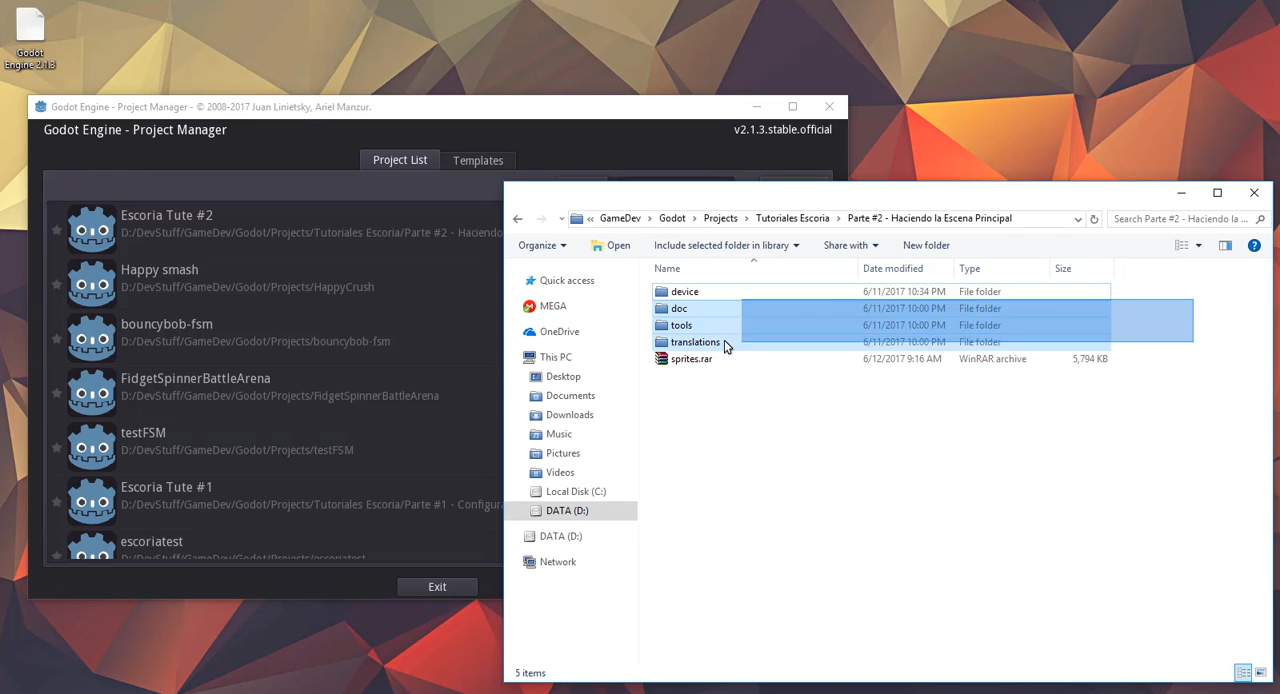 Godot
Engine 2.1.3
Godot Engine - Project Manager - © 2008-2017 Juan Linietsky, Ariel Manzur.
Godot Engine - Project Manager
v2.1.3.stable.official
Project List
Templates
Escoria Tute #2
D:/DevStuff/GameDev/Godot/Projects/Tutoriales Escoria/Parte #2 - Haciendo
Happy smash
D:/DevStuff/GameDev/Godot/Projects/HappyCrush
bouncybob-fsm
D:/DevStuff/GameDev/Godot/Projects/bouncybob-fsm
FidgetSpinnerBattleArena
D:/DevStuff/GameDev/Godot/Projects/FidgetSpinnerBattleArena
testFSM
D:/DevStuff/GameDev/Godot/Projects/testFSM
Escoria Tute #1
D:/DevStuff/GameDev/Godot/Projects/Tutoriales Escoria/Parte #1 - Configura
escoriatest
D:/DevStuff/GameDev/Godot/Projects/escoriatest
Exit
« GameDev > Godot > Projects > Tutoriales Escoria > Parte #2 - Haciendo la Escena Principal
Search Parte #2 - Haciendo la ...
Organize
Open
Include selected folder in library
Share with
New folder
Name
Date modified
Type
Size
Quick access
MEGA
OneDrive
This PC
Desktop
Documents
Downloads
Music
Pictures
Videos
Local Disk (C:)
DATA (D:)
DATA (D:)
Network
device 6/11/2017 10:34 PM File folder
doc 6/11/2017 10:00 PM File folder
tools 6/11/2017 10:00 PM File folder
translations 6/11/2017 10:00 PM File folder
sprites.rar 6/12/2017 9:16 AM WinRAR archive 5,794 KB
5 items